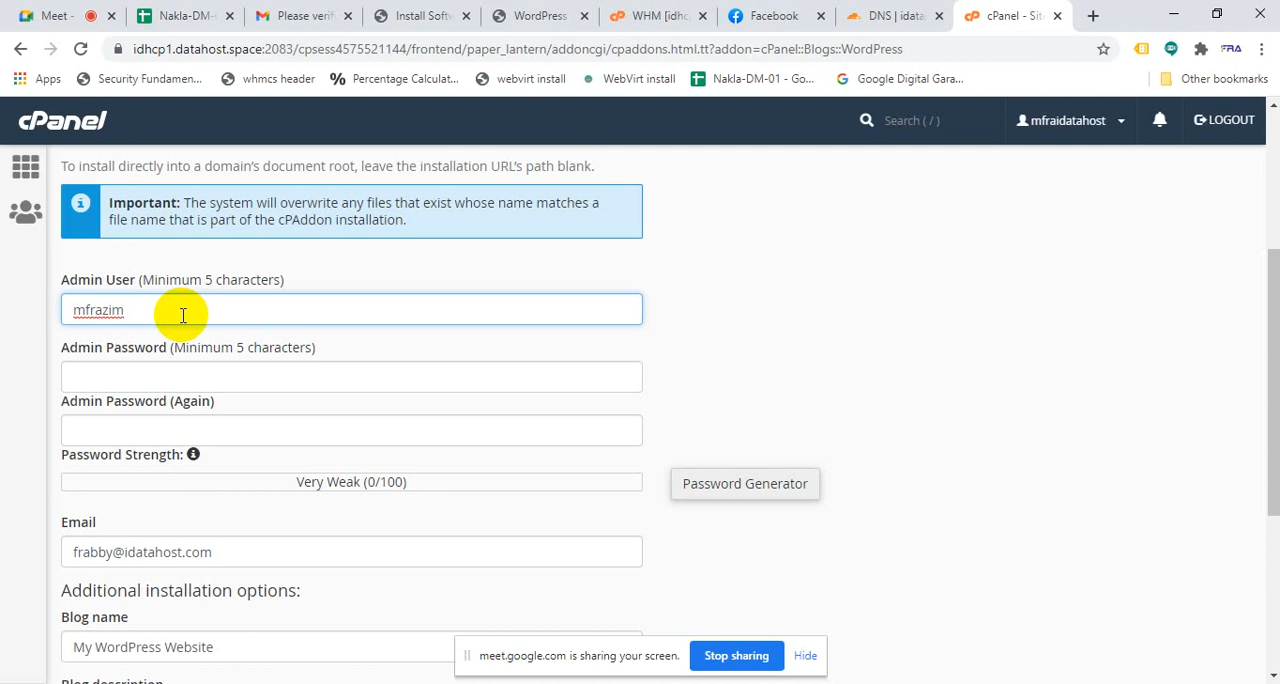 Meet -
Nakla-DM-
Please verif
Install Softw
WordPress
WHM [idhc
Facebook
DNS | idata
cPanel - Sit
idhcp1.datahost.space:2083/cpsess4575521144/frontend/paper_lantern/addoncgi/cpaddons.html.tt?addon=cPanel::Blogs::WordPress
Apps
Security Fundamen...
whmcs header
Percentage Calculat...
webvirt install
WebVirt install
Nakla-DM-01 - Go...
Google Digital Gara...
Other bookmarks
cPanel
Search ( / )
mfraidatahost
LOGOUT
To install directly into a domain's document root, leave the installation URL's path blank.
Important: The system will overwrite any files that exist whose name matches a
file name that is part of the cPAddon installation.
Admin User (Minimum 5 characters)
mfrazim
Admin Password (Minimum 5 characters)
Admin Password (Again)
Password Strength:
Very Weak (0/100)
Password Generator
Email
frabby@idatahost.com
Additional installation options:
Blog name
My WordPress Website
meet.google.com is sharing your screen.
Stop sharing
Hide
Blog description